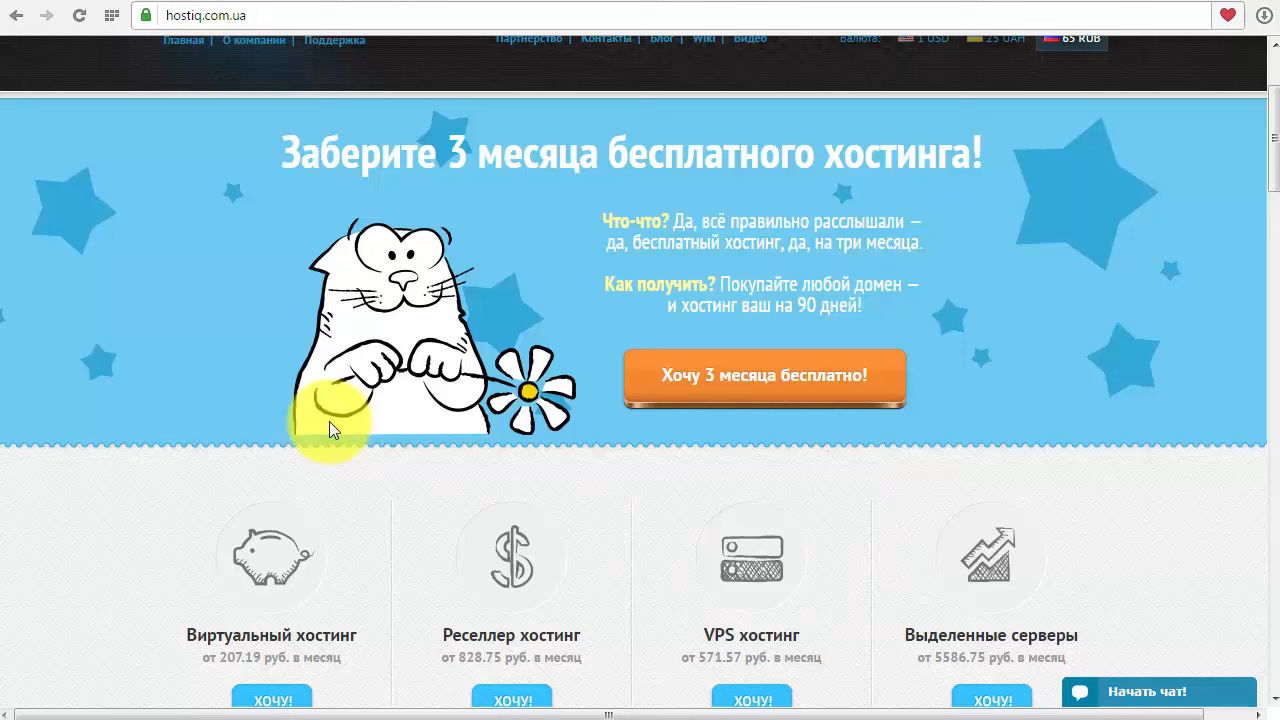 hostiq.com.ua
Главная | О компании | Поддержка
Партнерство | Контакты | Блог | Wiki | Видео
Валюта: 1 USD 25 UAH 65 RUB
Заберите 3 месяца бесплатного хостинга!
Что-что? Да, всё правильно расслышали —
да, бесплатный хостинг, да, на три месяца.
Как получить? Покупайте любой домен —
и хостинг ваш на 90 дней!
Хочу 3 месяца бесплатно!
Виртуальный хостинг
от 207.19 руб. в месяц
ХОЧУ!
Реселлер хостинг
от 828.75 руб. в месяц
ХОЧУ!
VPS хостинг
от 571.57 руб. в месяц
ХОЧУ!
Выделенные серверы
от 5586.75 руб. в месяц
ХОЧУ!
Начать чат!